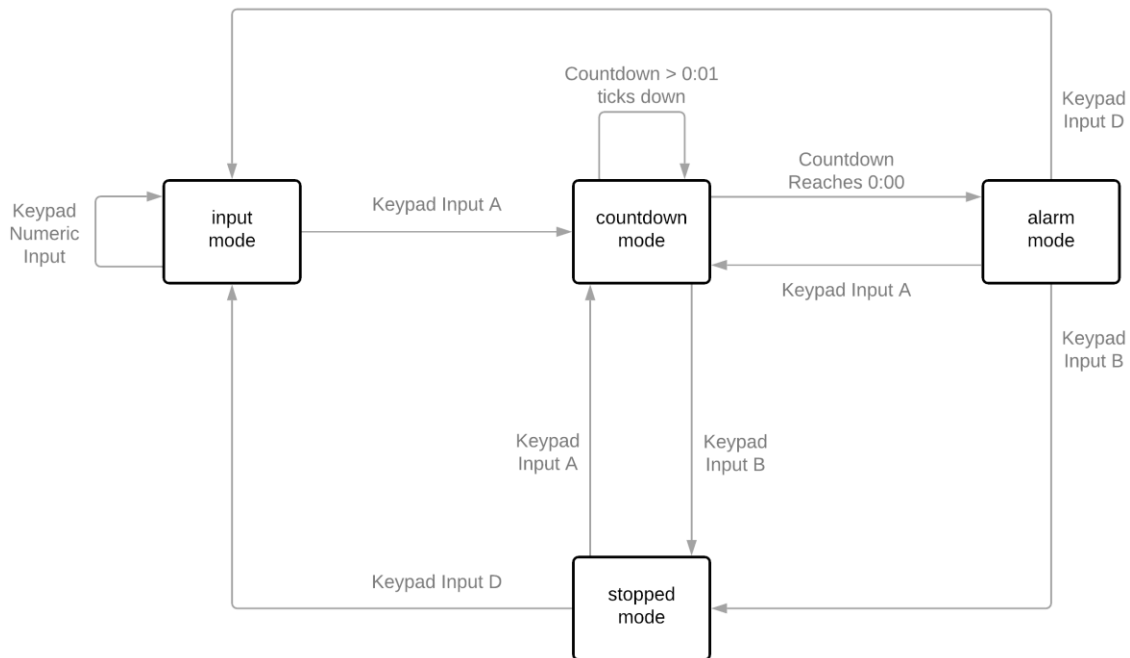 Countdown > 0:01
ticks down
Keypad
Input D
Countdown
Reaches 0:00
Keypad
Numeric
Input
input
mode
Keypad Input A
countdown
mode
alarm
mode
Keypad Input A
Keypad
Input B
Keypad
Input A
Keypad
Input B
Keypad Input D
stopped
mode